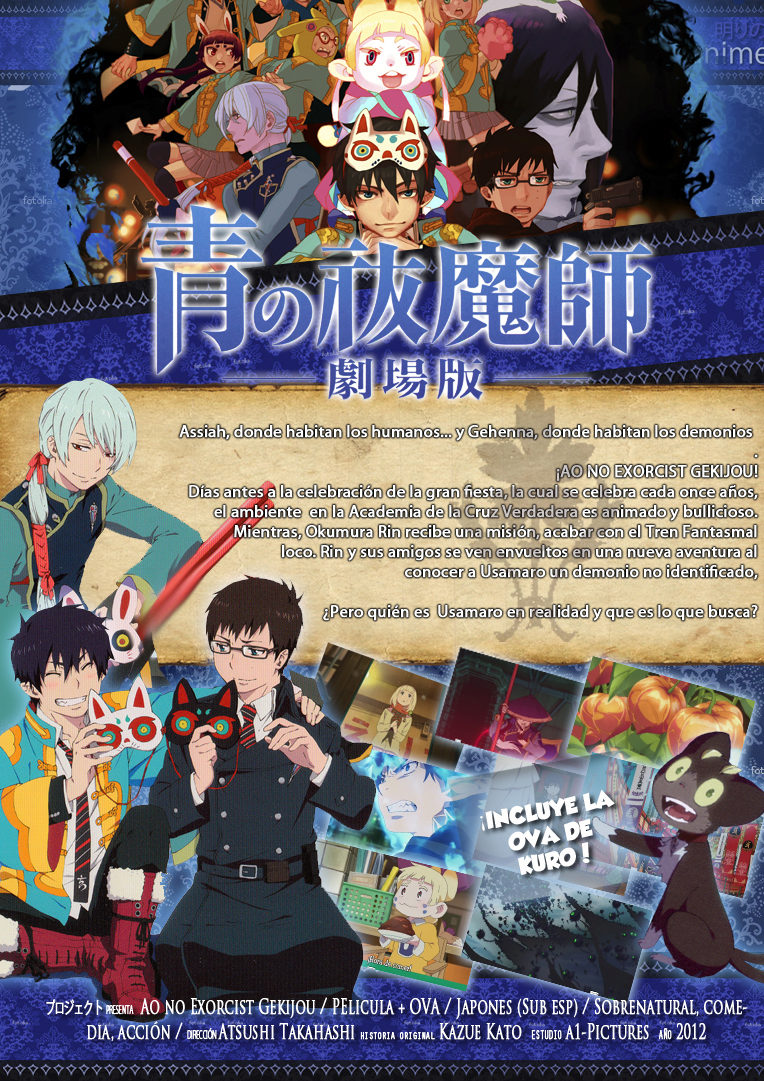 明りの
nime
fotolia
fotolia
青の祓魔師
劇場版
Assiah, donde habitan los humanos... y Gehenna, donde habitan los demonios
.
¡AO NO EXORCIST GEKIJOU!
Días antes a la celebración de la gran fiesta, la cual se celebra cada once años,
el ambiente en la Academia de la Cruz Verdadera es animado y bullicioso.
Mientras, Okumura Rin recibe una misión, acabar con el Tren Fantasmal
loco. Rin y sus amigos se ven envueltos en una nueva aventura al
conocer a Usamaro un demonio no identificado,
¿Pero quién es Usamaro en realidad y que es lo que busca?
¡INCLUYE LA
OVA DE
KURO!
プロジェクト PRESENTA AO NO EXORCIST GEKIJOU / PELICULA + OVA / JAPONES (SUB ESP) / SOBRENATURAL, COME-
DIA, ACCIÓN / DIRECCIÓN ATSUSHI TAKAHASHI HISTORIA ORIGINAL KAZUE KATO ESTUDIO A1-PICTURES AÑO 2012